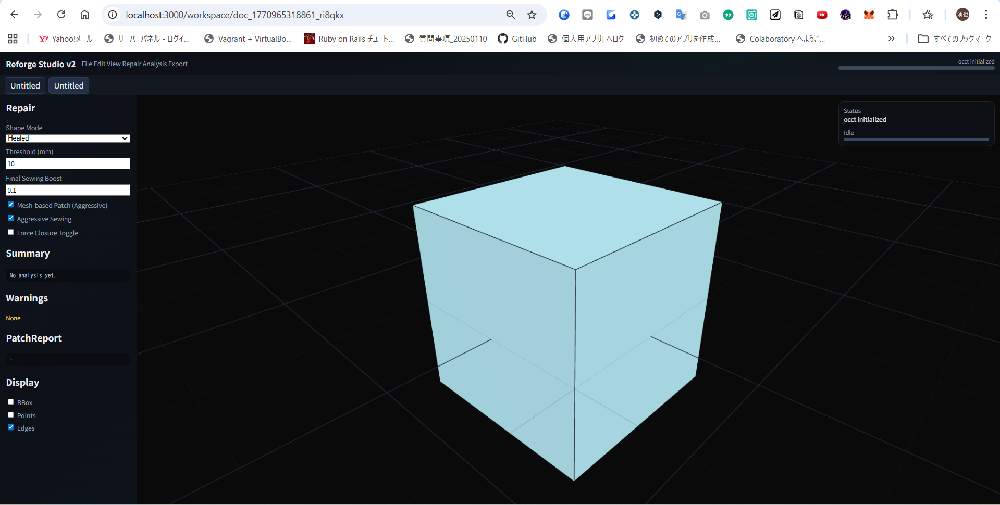 localhost:3000/workspace/doc_1770965318861_ri8qkx
湧也
Yahoo!メール サーバーパネル - ログイ... Vagrant + VirtualBo... Ruby on Rails チュート... 質問事項_20250110 GitHub 個人用アプリ| ヘロク 初めてのアプリを作成... Colaboratory へようこ... » すべてのブックマーク
Reforge Studio v2 File Edit View Repair Analysis Export occt initialized
Untitled Untitled
Repair
Shape Mode
Healed
Threshold (mm)
10
Final Sewing Boost
0.1
Mesh-based Patch (Aggressive)
Aggressive Sewing
Force Closure Toggle
Summary
No analysis yet.
Warnings
None
PatchReport
-
Display
BBox
Points
Edges
Status
occt initialized
Idle